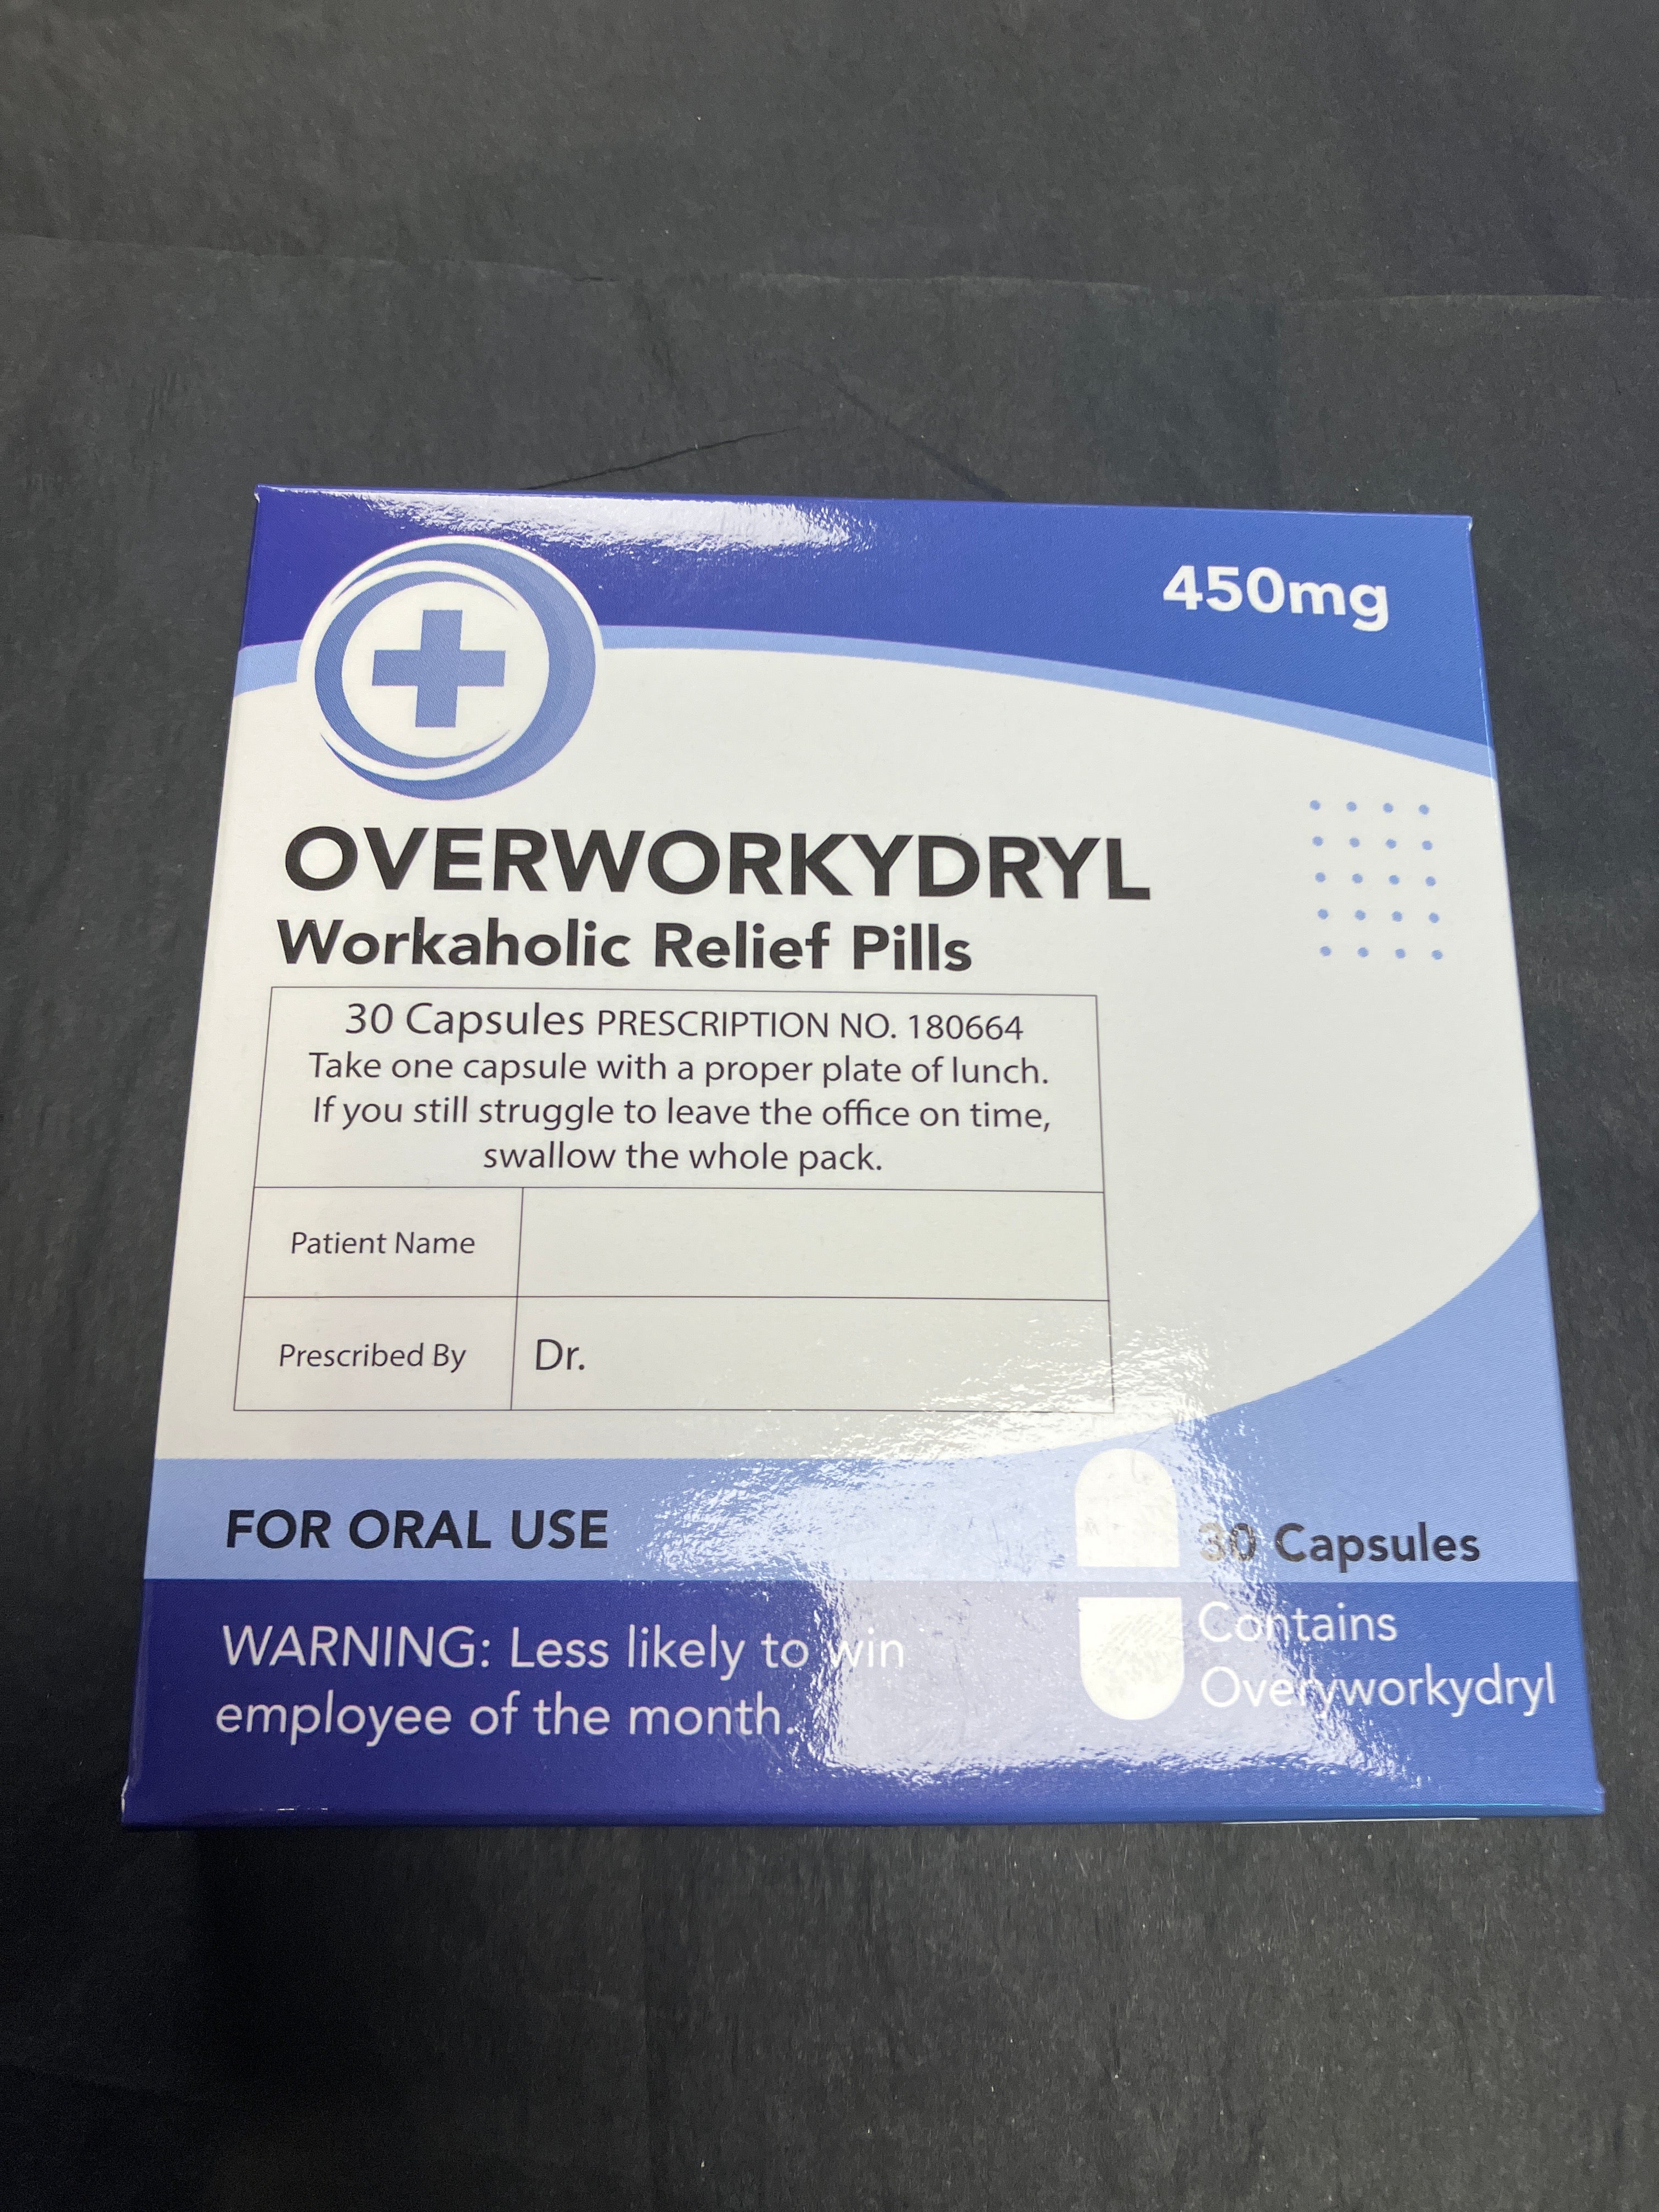 450mg
OVERWORKYDRYL
Workaholic Relief Pills
30 Capsules PRESCRIPTION NO. 180664
Take one capsule with a proper plate of lunch.
If you still struggle to leave the office on time,
swallow the whole pack.
Patient Name
Prescribed By
Dr.
FOR ORAL USE
30 Capsules
WARNING: Less likely to win
employee of the month.
Contains
Overyworkydryl